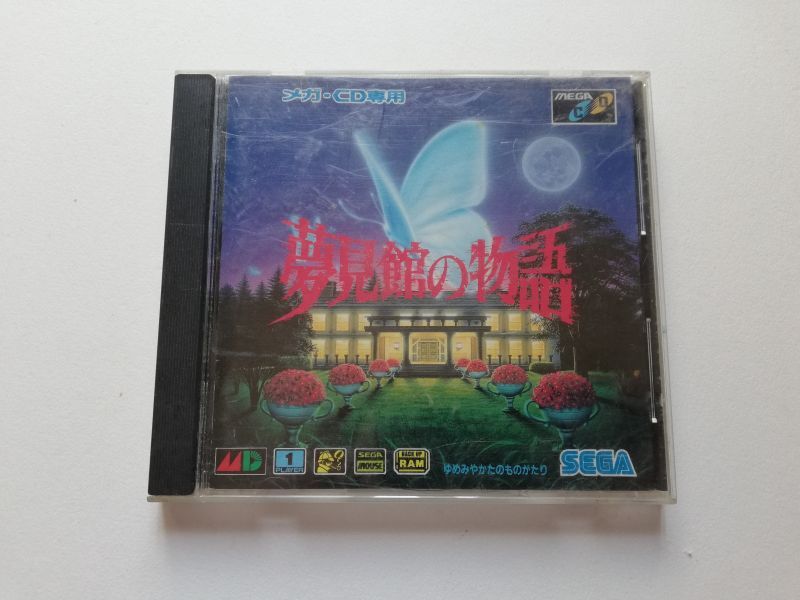 メガ-CD専用
MEGA
CD
夢見館の物語
MD
1
PLAYER
SEGA
MOUSE
BACK UP
RAM
ゆめみやかたのものがたり
SEGA